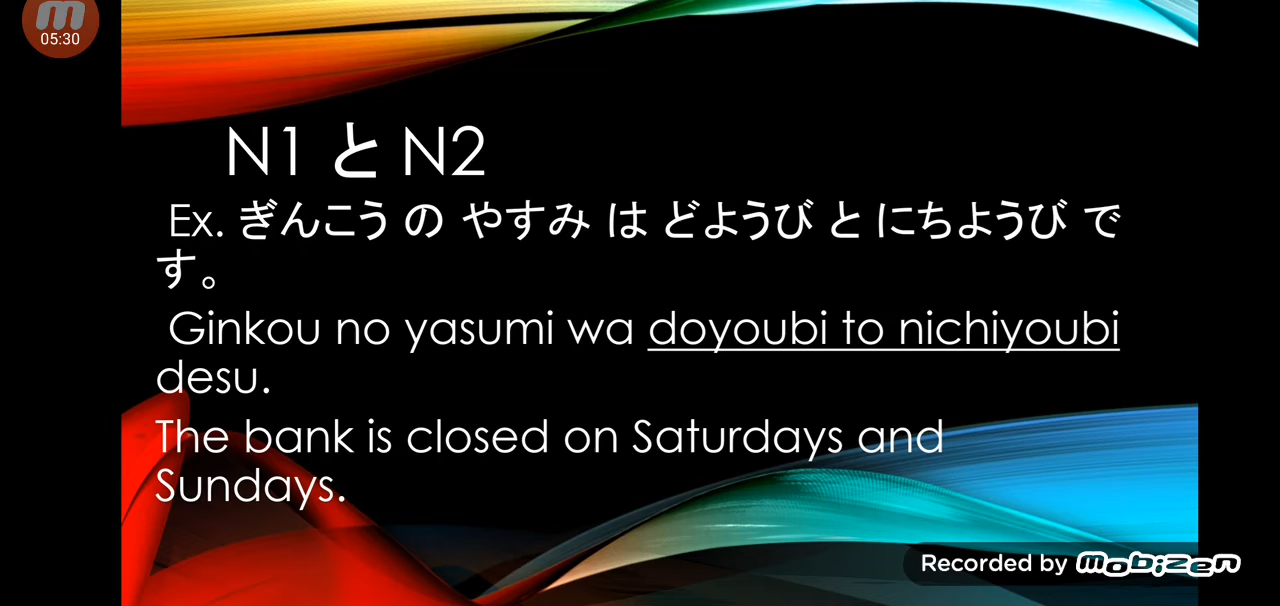 05:30
N1 と N2
Ex. ぎんこう の やすみ は どようび と にちようび で
す。
Ginkou no yasumi wa doyoubi to nichiyoubi
desu.
The bank is closed on Saturdays and
Sundays.
Recorded by mobizen